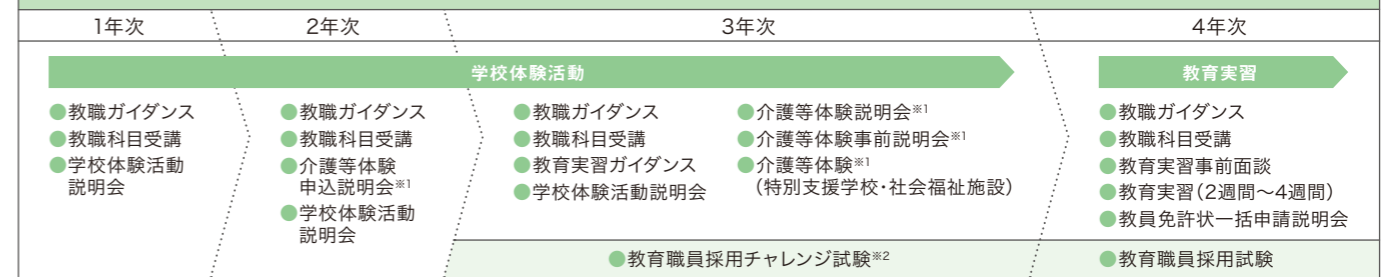 1年次
2年次
3年次
4年次
学校体験活動
教育実習
●教職ガイダンス
●教職科目受講
●学校体験活動
説明会
●教職ガイダンス
●教職科目受講
●介護等体験
申込説明会※1
●学校体験活動
説明会
●教職ガイダンス
●教職科目受講
●教育実習ガイダンス
●学校体験活動説明会
●介護等体験説明会※1
●介護等体験事前説明会※1
●介護等体験※1
(特別支援学校・社会福祉施設)
●教職ガイダンス
●教職科目受講
●教育実習事前面談
●教育実習(2週間〜4週間)
●教員免許状一括申請説明会
●教育職員採用チャレンジ試験※2
●教育職員採用試験